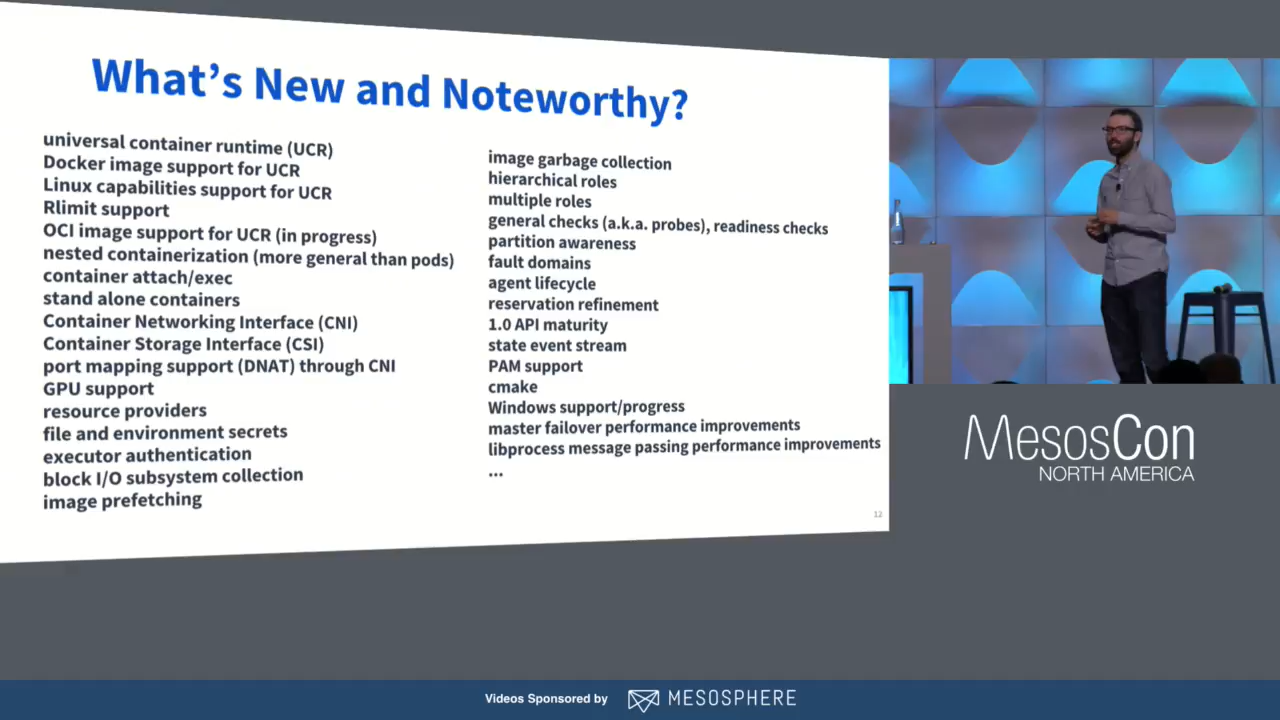 What's New and Noteworthy?
universal container runtime (UCR)
Docker image support for UCR
Linux capabilities support for UCR
Rlimit support
OCI image support for UCR (in progress)
nested containerization (more general than pods)
container attach/exec
stand alone containers
Container Networking Interface (CNI)
Container Storage Interface (CSI)
port mapping support (DNAT) through CNI
GPU support
resource providers
file and environment secrets
executor authentication
block I/O subsystem collection
image prefetching
image garbage collection
hierarchical roles
multiple roles
general checks (a.k.a. probes), readiness checks
partition awareness
fault domains
agent lifecycle
reservation refinement
1.0 API maturity
state event stream
PAM support
cmake
Windows support/progress
master failover performance improvements
libprocess message passing performance improvements
...
12
MesosCon
NORTH AMERICA
Videos Sponsored by
MESOSPHERE